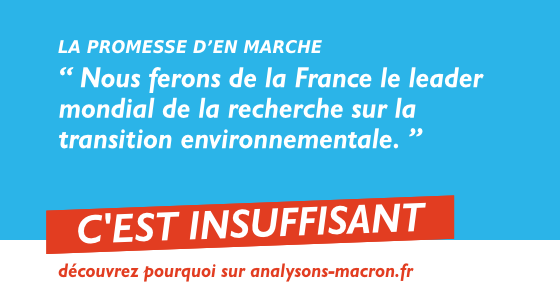 LA PROMESSE D’EN MARCHE
“ Nous ferons de la France le leader
mondial de la recherche sur la
transition environnementale. ”
C'EST INSUFFISANT
découvrez pourquoi sur analysons-macron.fr